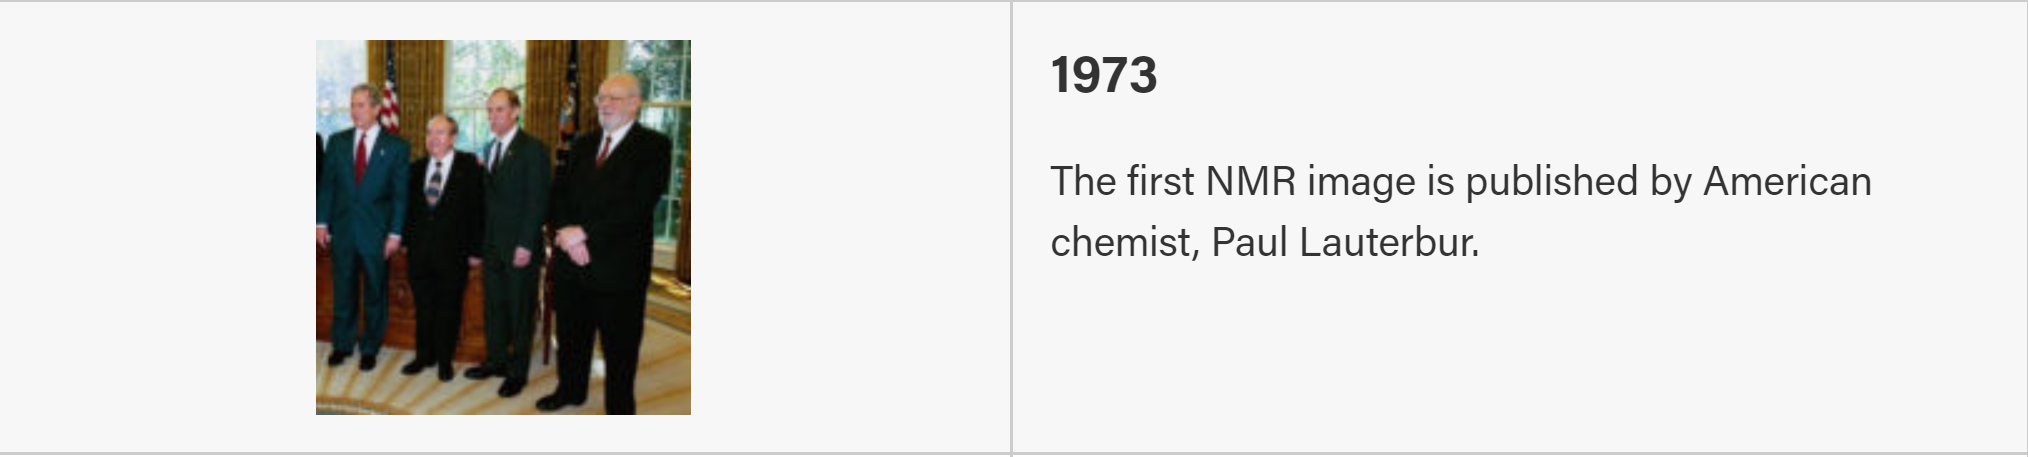 1973
The first NMR image is published by American
chemist, Paul Lauterbur.